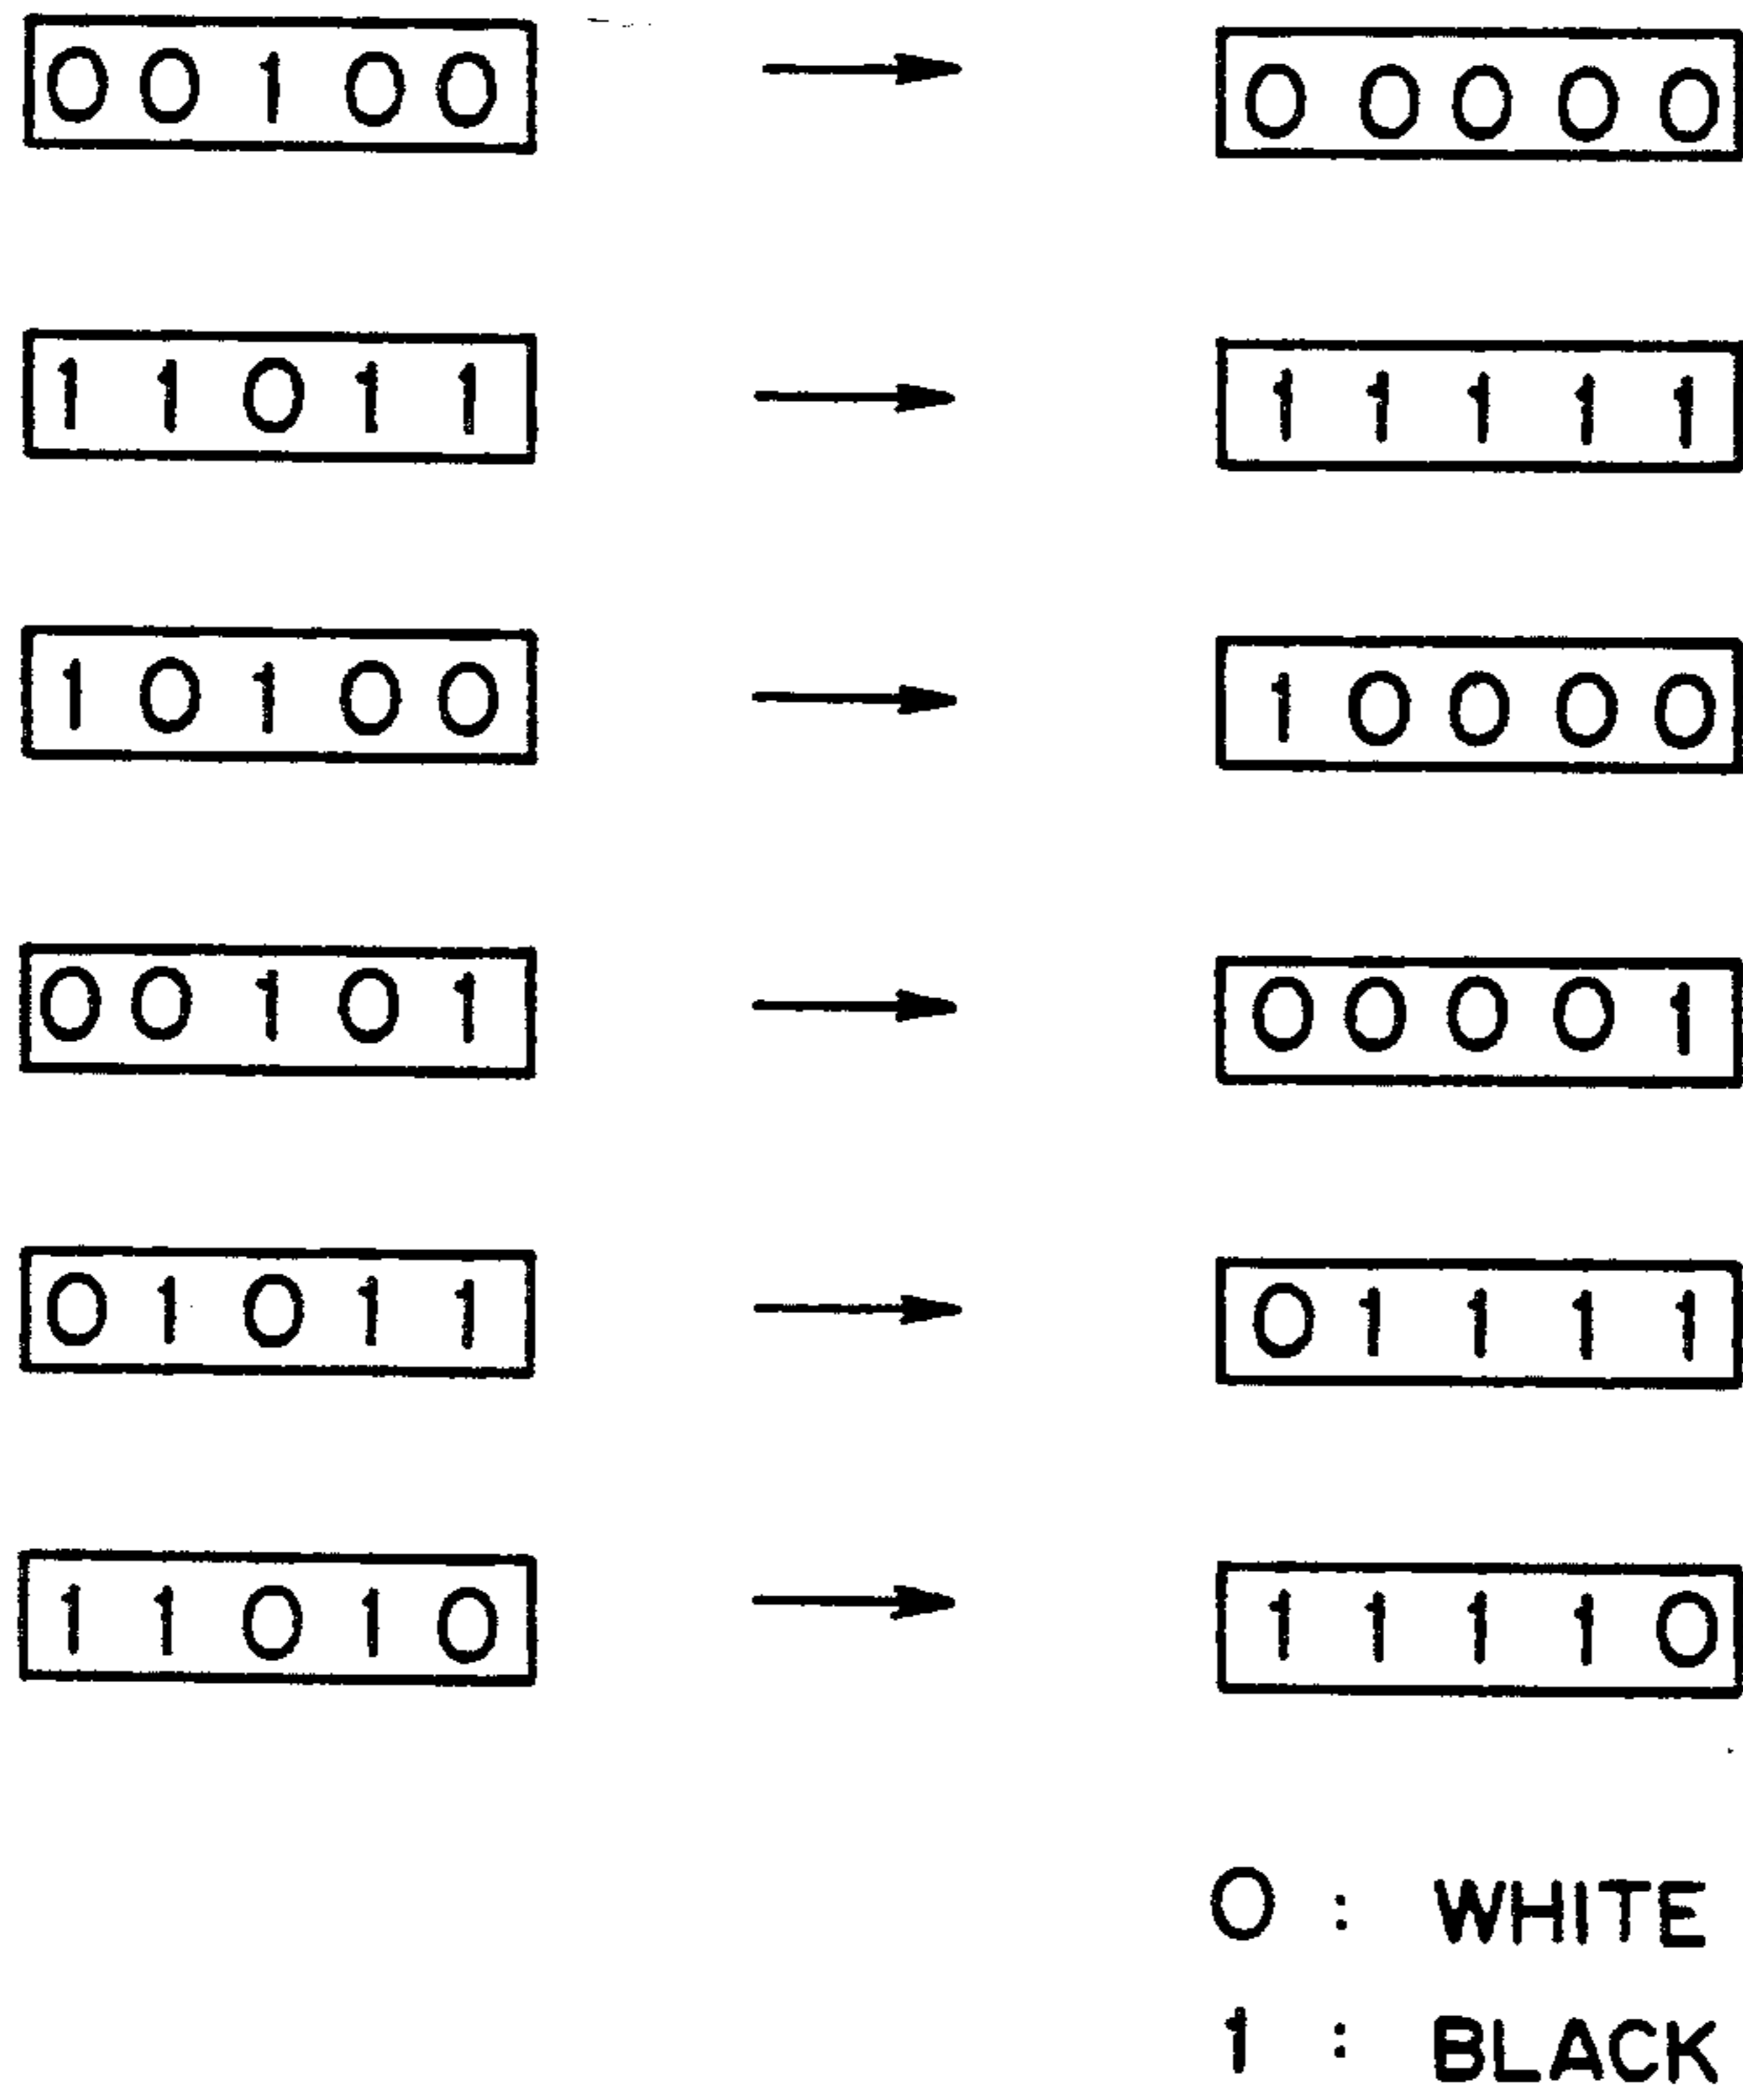 00100 → 00000
11011 → 11111
10100 → 10000
00101 → 00001
01011 → 01111
11010 → 11110
0 : WHITE
1 : BLACK